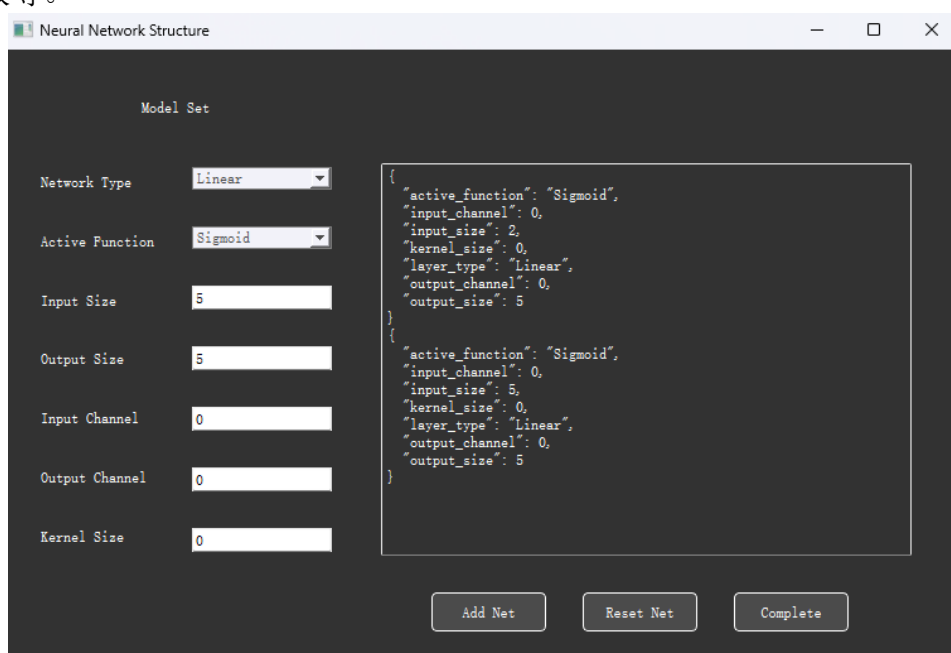 Neural Network Structure
Model Set
Network Type
Linear
Active Function
Sigmoid
Input Size
5
Output Size
5
Input Channel
0
Output Channel
0
Kernel Size
0
{
"active_function": "Sigmoid",
"input_channel": 0,
"input_size": 2,
"kernel_size": 0,
"layer_type": "Linear",
"output_channel": 0,
"output_size": 5
}
{
"active_function": "Sigmoid",
"input_channel": 0,
"input_size": 5,
"kernel_size": 0,
"layer_type": "Linear",
"output_channel": 0,
"output_size": 5
}
Add Net
Reset Net
Complete